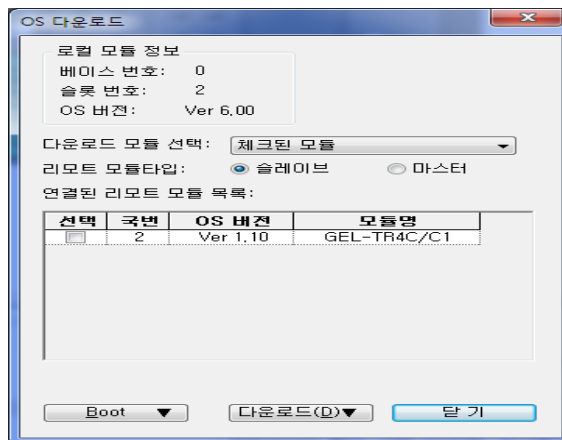 OS 다운로드
로컬 모듈 정보
베이스 번호: 0
슬롯 번호: 2
OS 버전: Ver 6.00
다운로드 모듈 선택: 체크된 모듈
리모트 모듈타입: 슬레이브 마스터
연결된 리모트 모듈 목록:
선택 국번 OS 버전 모듈명
2 Ver 1.10 GEL-TR4C/C1
Boot ▼ 다운로드(D)▼ 닫 기